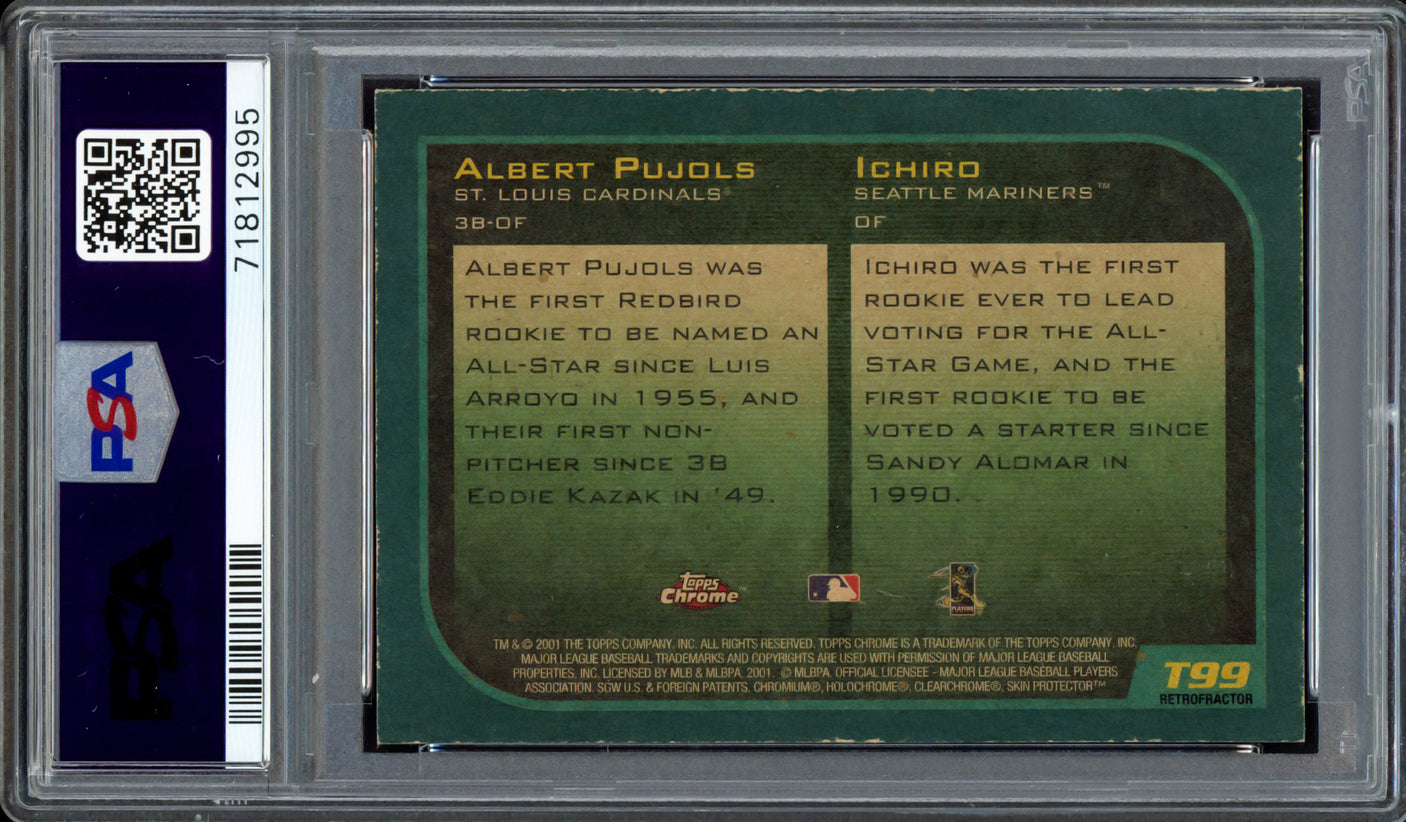 71812995
PSA
PSA
PSA
ALBERT PUJOLS
ST. LOUIS CARDINALS®
3B-OF
ALBERT PUJOLS WAS
THE FIRST REDBIRD
ROOKIE TO BE NAMED AN
ALL-STAR SINCE LUIS
ARROYO IN 1955, AND
THEIR FIRST NON-
PITCHER SINCE 3B
EDDIE KAZAK IN '49.
ICHIRO
SEATTLE MARINERS™
OF
ICHIRO WAS THE FIRST
ROOKIE EVER TO LEAD
VOTING FOR THE ALL-
STAR GAME, AND THE
FIRST ROOKIE TO BE
VOTED A STARTER SINCE
SANDY ALOMAR IN
1990.
Topps
Chrome™
PLAYERS
TM & © 2001 THE TOPPS COMPANY, INC. ALL RIGHTS RESERVED. TOPPS CHROME IS A TRADEMARK OF THE TOPPS COMPANY, INC.
MAJOR LEAGUE BASEBALL TRADEMARKS AND COPYRIGHTS ARE USED WITH PERMISSION OF MAJOR LEAGUE BASEBALL
PROPERTIES, INC. LICENSED BY MLB & MLBPA, 2001. © MLBPA. OFFICIAL LICENSEE - MAJOR LEAGUE BASEBALL PLAYERS
ASSOCIATION. SGW U.S. & FOREIGN PATENTS. CHROMIUM®, HOLOCHROME®, CLEARCHROME®, SKIN PROTECTOR™
T99
RETROFRACTOR